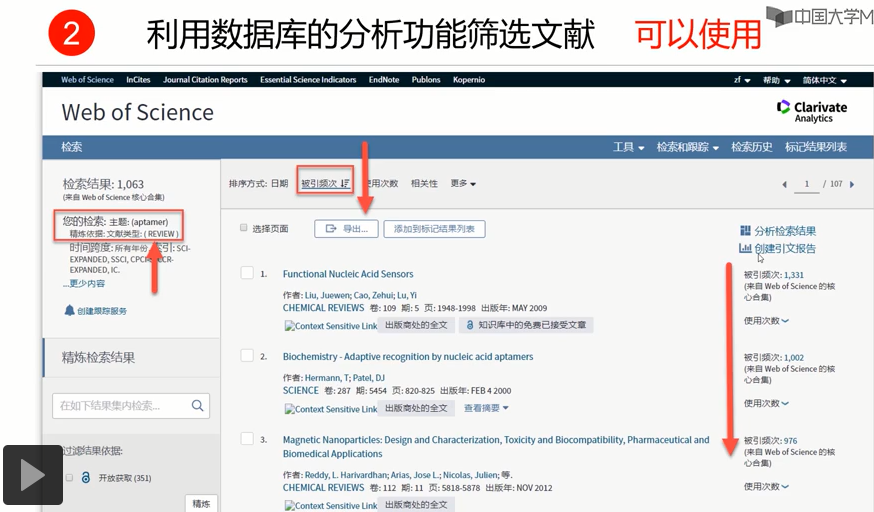 2 利用数据库的分析功能筛选文献 可以使用
中国大学M
Web of Science InCites Journal Citation Reports Essential Science Indicators EndNote Publons Kopernio zf 帮助 简体中文
Web of Science
Clarivate
Analytics
检索 工具 检索和跟踪 检索历史 标记结果列表
检索结果: 1,063
(来自 Web of Science 核心合集)
您的检索: 主题: (aptamer)
精炼依据: 文献类型: ( REVIEW )
时间跨度: 所有年份. 索引: SCI-
EXPANDED, SSCI, CPCI- CCR-
EXPANDED, IC.
...更少内容
创建跟踪服务
精炼检索结果
在如下结果集内检索...
过滤结果依据:
开放获取 (351)
精炼
排序方式: 日期 被引频次 使用次数 相关性 更多
1 / 107
选择页面 导出... 添加到标记结果列表
分析检索结果
创建引文报告
1. Functional Nucleic Acid Sensors
作者: Liu, Juewen; Cao, Zehui; Lu, Yi
CHEMICAL REVIEWS 卷: 109 期: 5 页: 1948-1998 出版年: MAY 2009
Context Sensitive Link 出版商处的全文 知识库中的免费已接受文章
被引频次: 1,331
(来自 Web of Science 的核
心合集)
使用次数
2. Biochemistry - Adaptive recognition by nucleic acid aptamers
作者: Hermann, T; Patel, DJ
SCIENCE 卷: 287 期: 5454 页: 820-825 出版年: FEB 4 2000
Context Sensitive Link 出版商处的全文 查看摘要
被引频次: 1,002
(来自 Web of Science 的核
心合集)
使用次数
3. Magnetic Nanoparticles: Design and Characterization, Toxicity and Biocompatibility, Pharmaceutical and
Biomedical Applications
作者: Reddy, L. Harivardhan; Arias, Jose L.; Nicolas, Julien; 等.
CHEMICAL REVIEWS 卷: 112 期: 11 页: 5818-5878 出版年: NOV 2012
Context Sensitive Link 出版商处的全文
被引频次: 976
(来自 Web of Science 的核
心合集)
使用次数